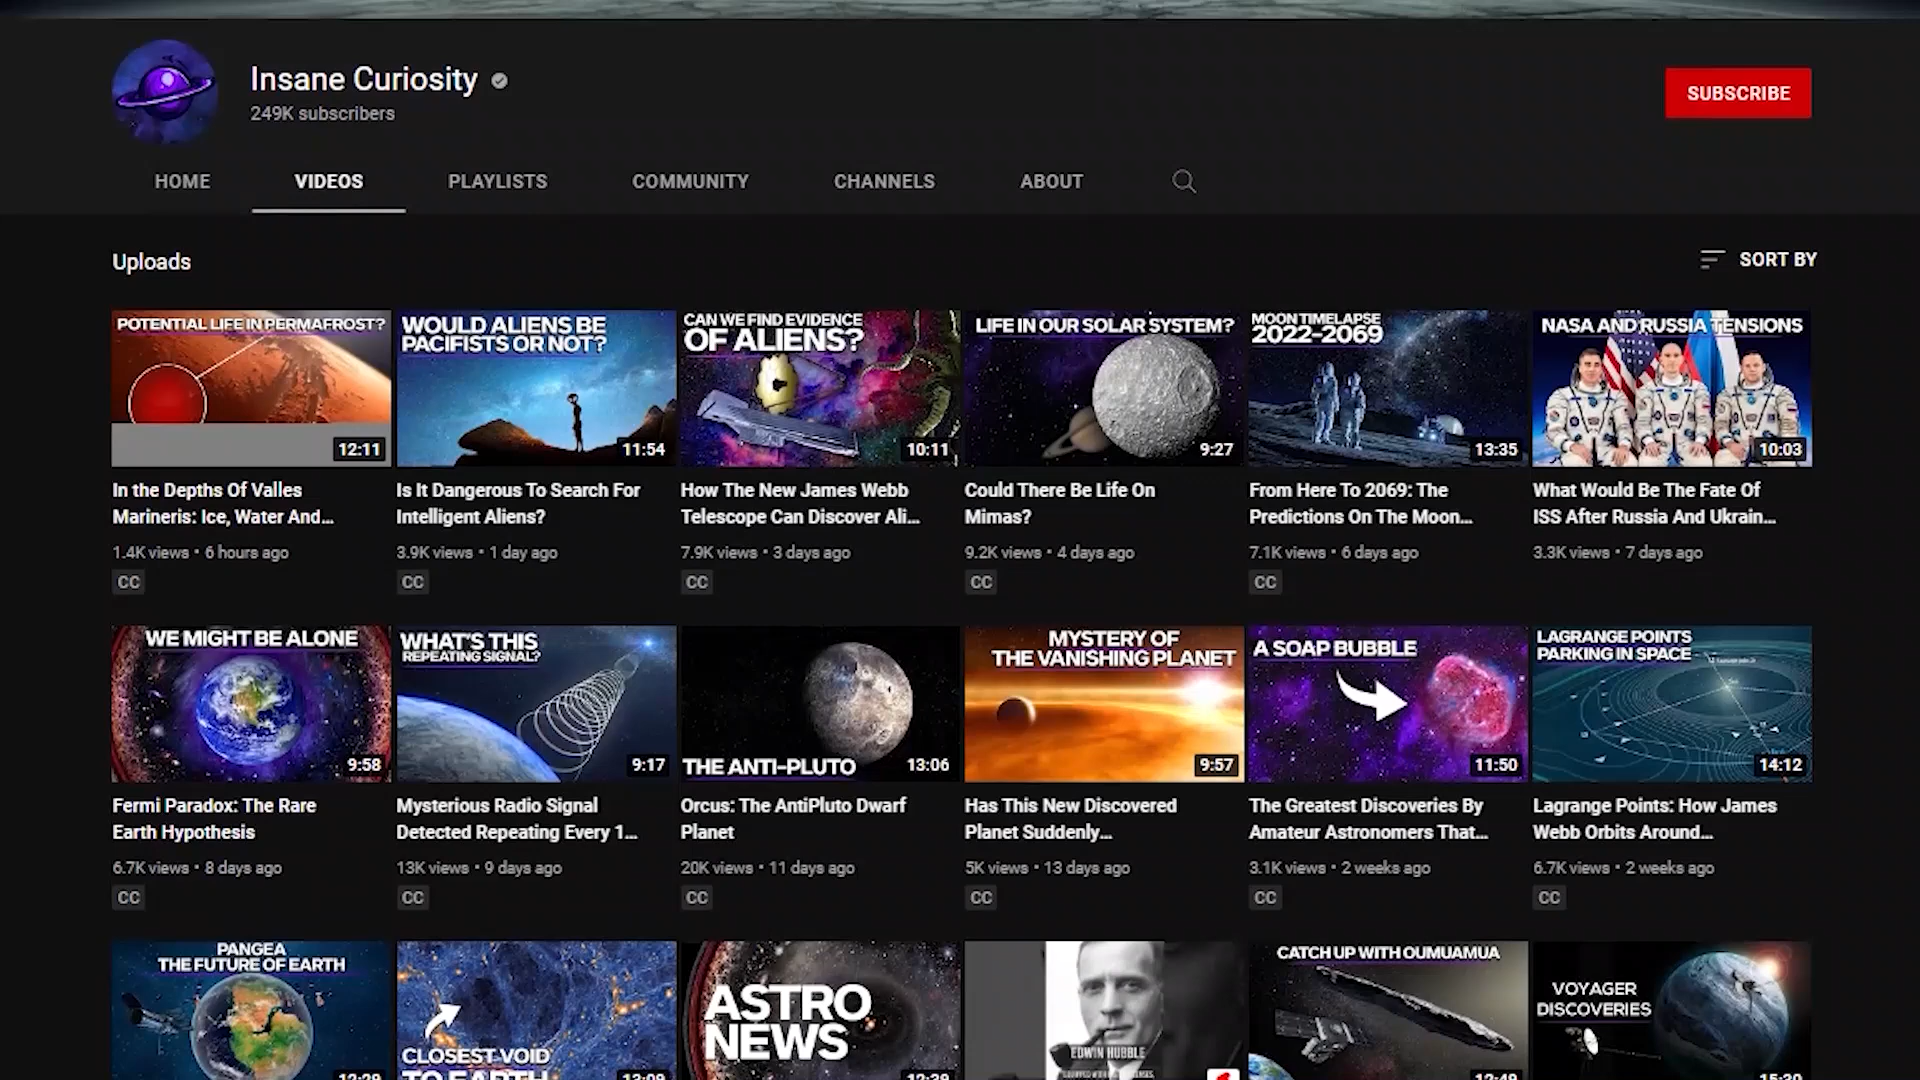 Insane Curiosity
249K subscribers
SUBSCRIBE
HOME
VIDEOS
PLAYLISTS
COMMUNITY
CHANNELS
ABOUT
Uploads
SORT BY
POTENTIAL LIFE IN PERMAFROST?
12:11
In the Depths Of Valles
Marineris: Ice, Water And...
1.4K views • 6 hours ago
CC
WOULD ALIENS BE
PACIFISTS OR NOT?
11:54
Is It Dangerous To Search For
Intelligent Aliens?
3.9K views • 1 day ago
CC
CAN WE FIND EVIDENCE
OF ALIENS?
10:11
How The New James Webb
Telescope Can Discover Ali...
7.9K views • 3 days ago
CC
LIFE IN OUR SOLAR SYSTEM?
9:27
Could There Be Life On
Mimas?
9.2K views • 4 days ago
CC
MOON TIMELAPSE
2022-2069
13:35
From Here To 2069: The
Predictions On The Moon...
7.1K views • 6 days ago
CC
NASA AND RUSSIA TENSIONS
10:03
What Would Be The Fate Of
ISS After Russia And Ukrain...
3.3K views • 7 days ago
WE MIGHT BE ALONE
9:58
Fermi Paradox: The Rare
Earth Hypothesis
6.7K views • 8 days ago
CC
WHAT'S THIS
REPEATING SIGNAL?
9:17
Mysterious Radio Signal
Detected Repeating Every 1...
13K views • 9 days ago
CC
THE ANTI-PLUTO
13:06
Orcus: The AntiPluto Dwarf
Planet
20K views • 11 days ago
CC
MYSTERY OF
THE VANISHING PLANET
9:57
Has This New Discovered
Planet Suddenly...
5K views • 13 days ago
CC
A SOAP BUBBLE
11:50
The Greatest Discoveries By
Amateur Astronomers That...
3.1K views • 2 weeks ago
CC
LAGRANGE POINTS
PARKING IN SPACE
14:12
Lagrange Points: How James
Webb Orbits Around...
6.7K views • 2 weeks ago
CC
PANGEA
THE FUTURE OF EARTH
12:29
CLOSEST VOID
TO EARTH
13:09
ASTRO
NEWS
12:39
EDWIN HUBBLE
CATCH UP WITH OUMUAMUA
12:49
VOYAGER
DISCOVERIES
15:30